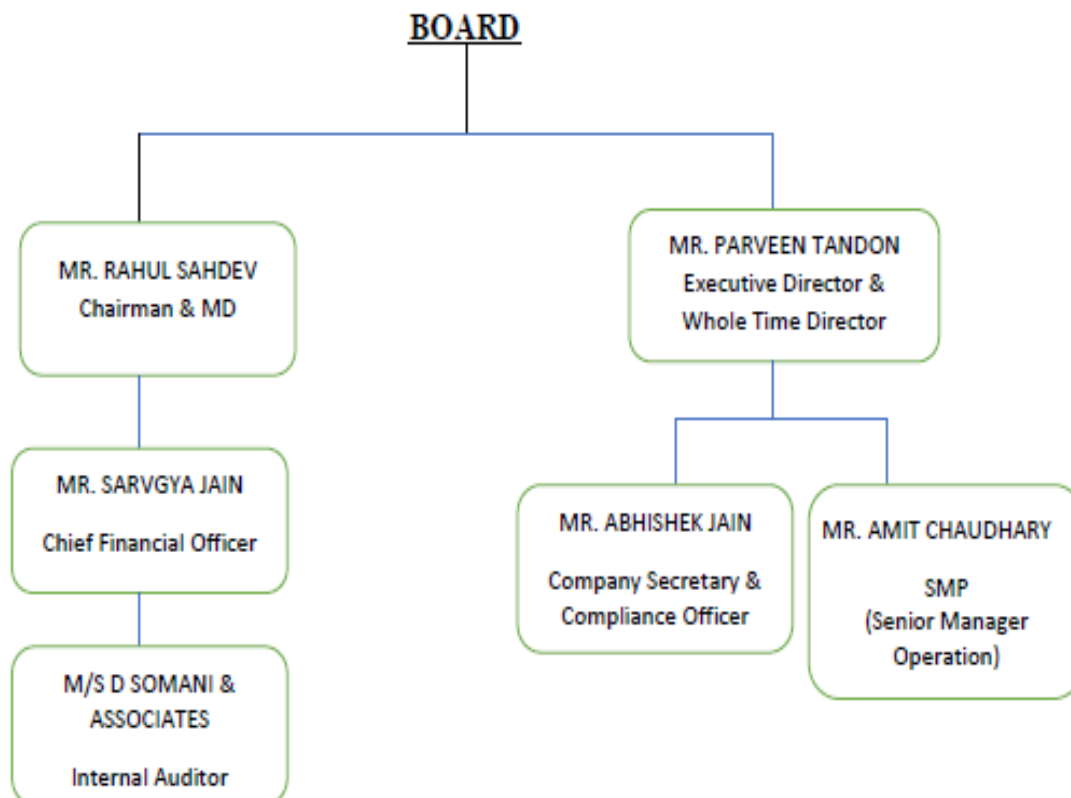 BOARD
MR. RAHUL SAHDEV
Chairman & MD
MR. PARVEEN TANDON
Executive Director &
Whole Time Director
MR. SARVGYA JAIN
Chief Financial Officer
MR. ABHISHEK JAIN
Company Secretary &
Compliance Officer
MR. AMIT CHAUDHARY
SMP
(Senior Manager
Operation)
M/S D SOMANI &
ASSOCIATES
Internal Auditor